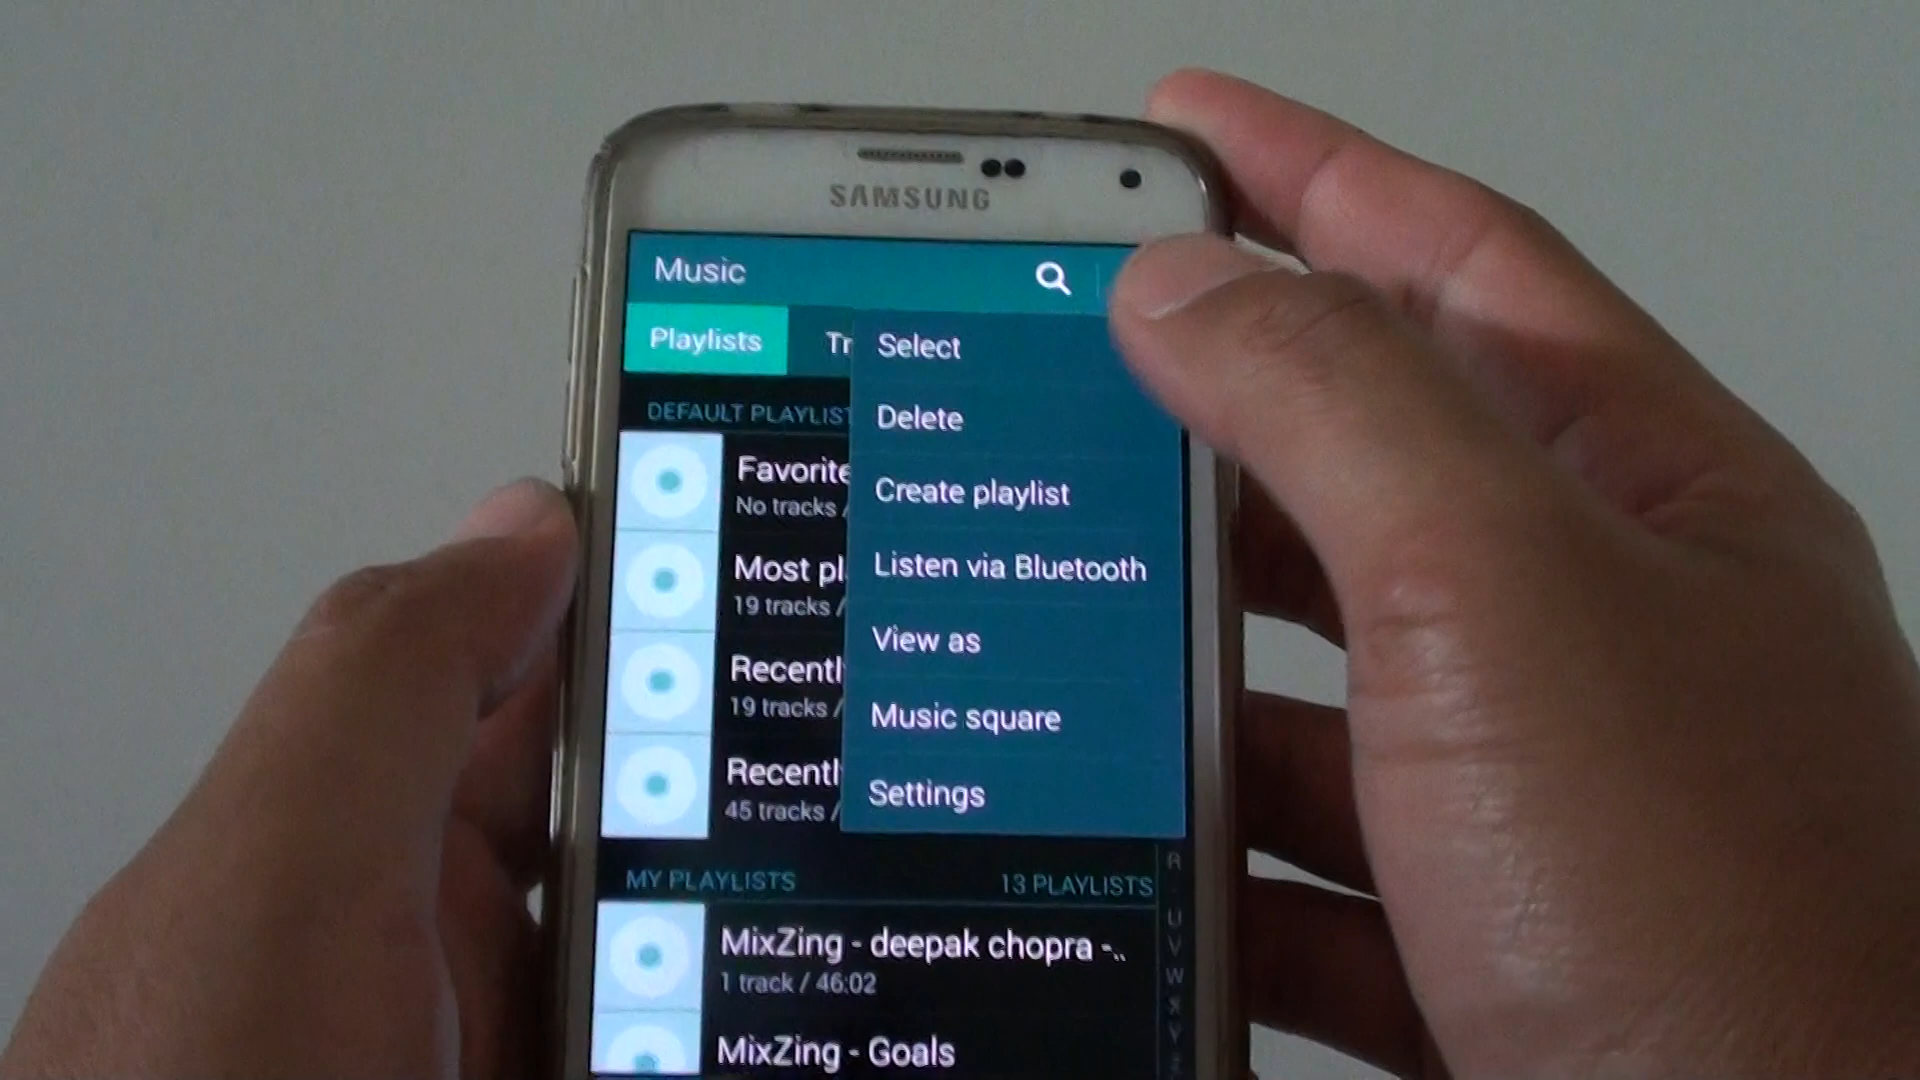 SAMSUNG
Music
Playlists
Tr
Select
Delete
Create playlist
Listen via Bluetooth
View as
Music square
Settings
DEFAULT PLAYLIST
Favorite
No tracks /
Most pl
19 tracks /
Recentl
19 tracks /
Recentl
45 tracks /
MY PLAYLISTS
13 PLAYLISTS
MixZing - deepak chopra -..
1 track / 46:02
MixZing - Goals
R
U
V
W
X
Y
Z